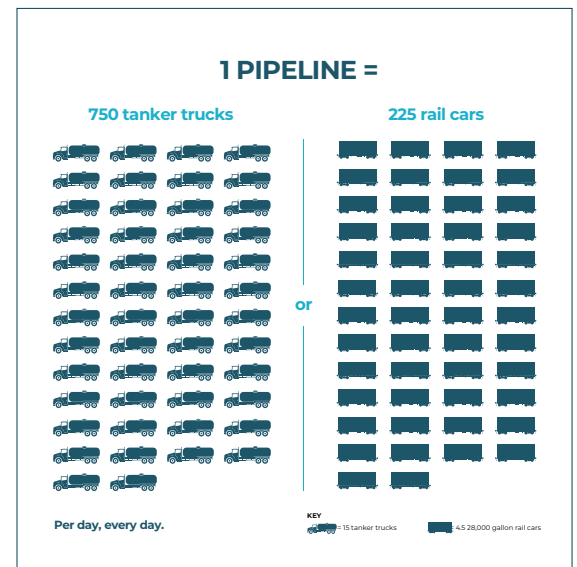 1 PIPELINE =
750 tanker trucks
225 rail cars
or
Per day, every day.
KEY
= 15 tanker trucks
= 4.5 28,000 gallon rail cars